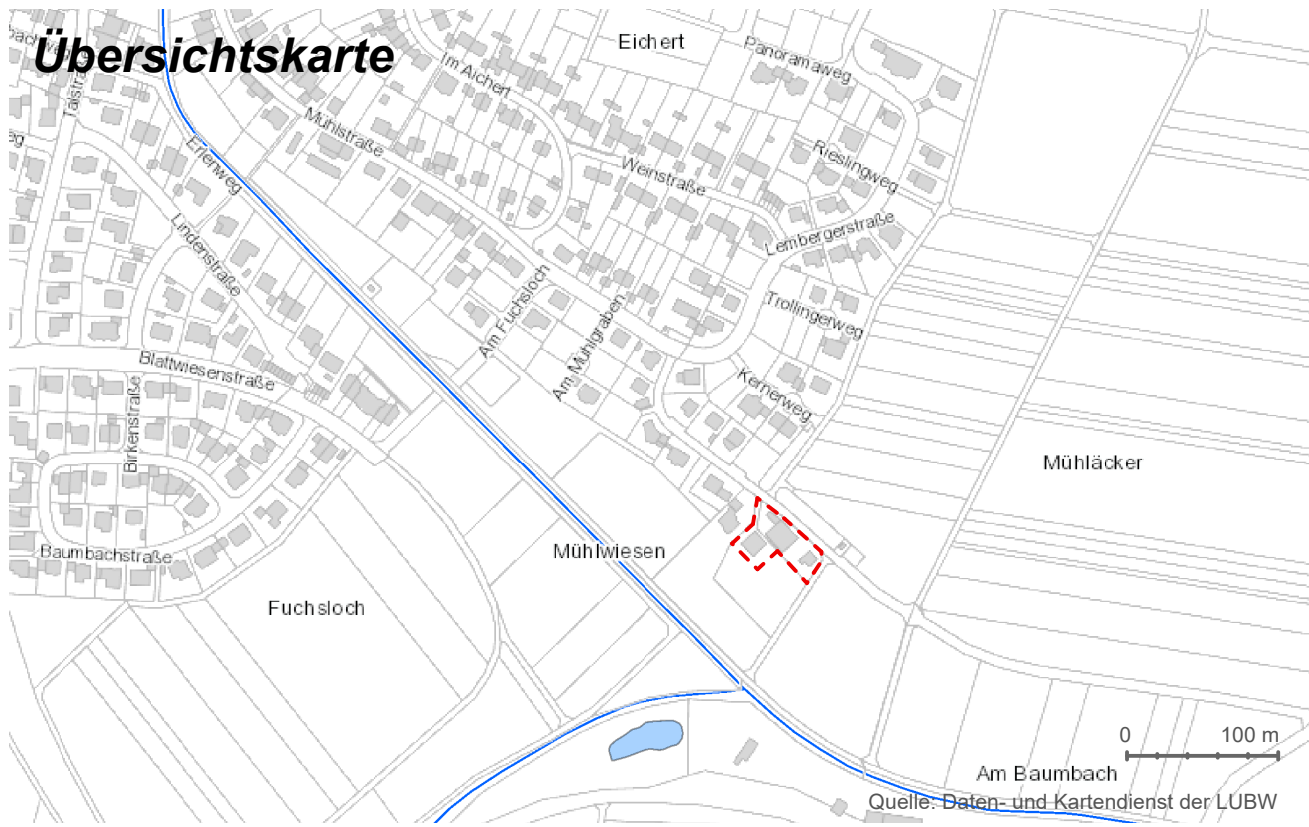 Übersichtskarte
Eichert
Panoramaweg
Im Aichert
Mühlstraße
Erlenweg
Rieslingweg
Weinstraße
Lindenstraße
Lembergerstraße
Am Fuchsloch
Trollingerweg
Am Mühlgraben
Blattwiesenstraße
Kernerweg
Birkenstraße
Mühläcker
Baumbachstraße
Mühlwiesen
Fuchsloch
0 100 m
Am Baumbach
Quelle: Daten- und Kartendienst der LUBW